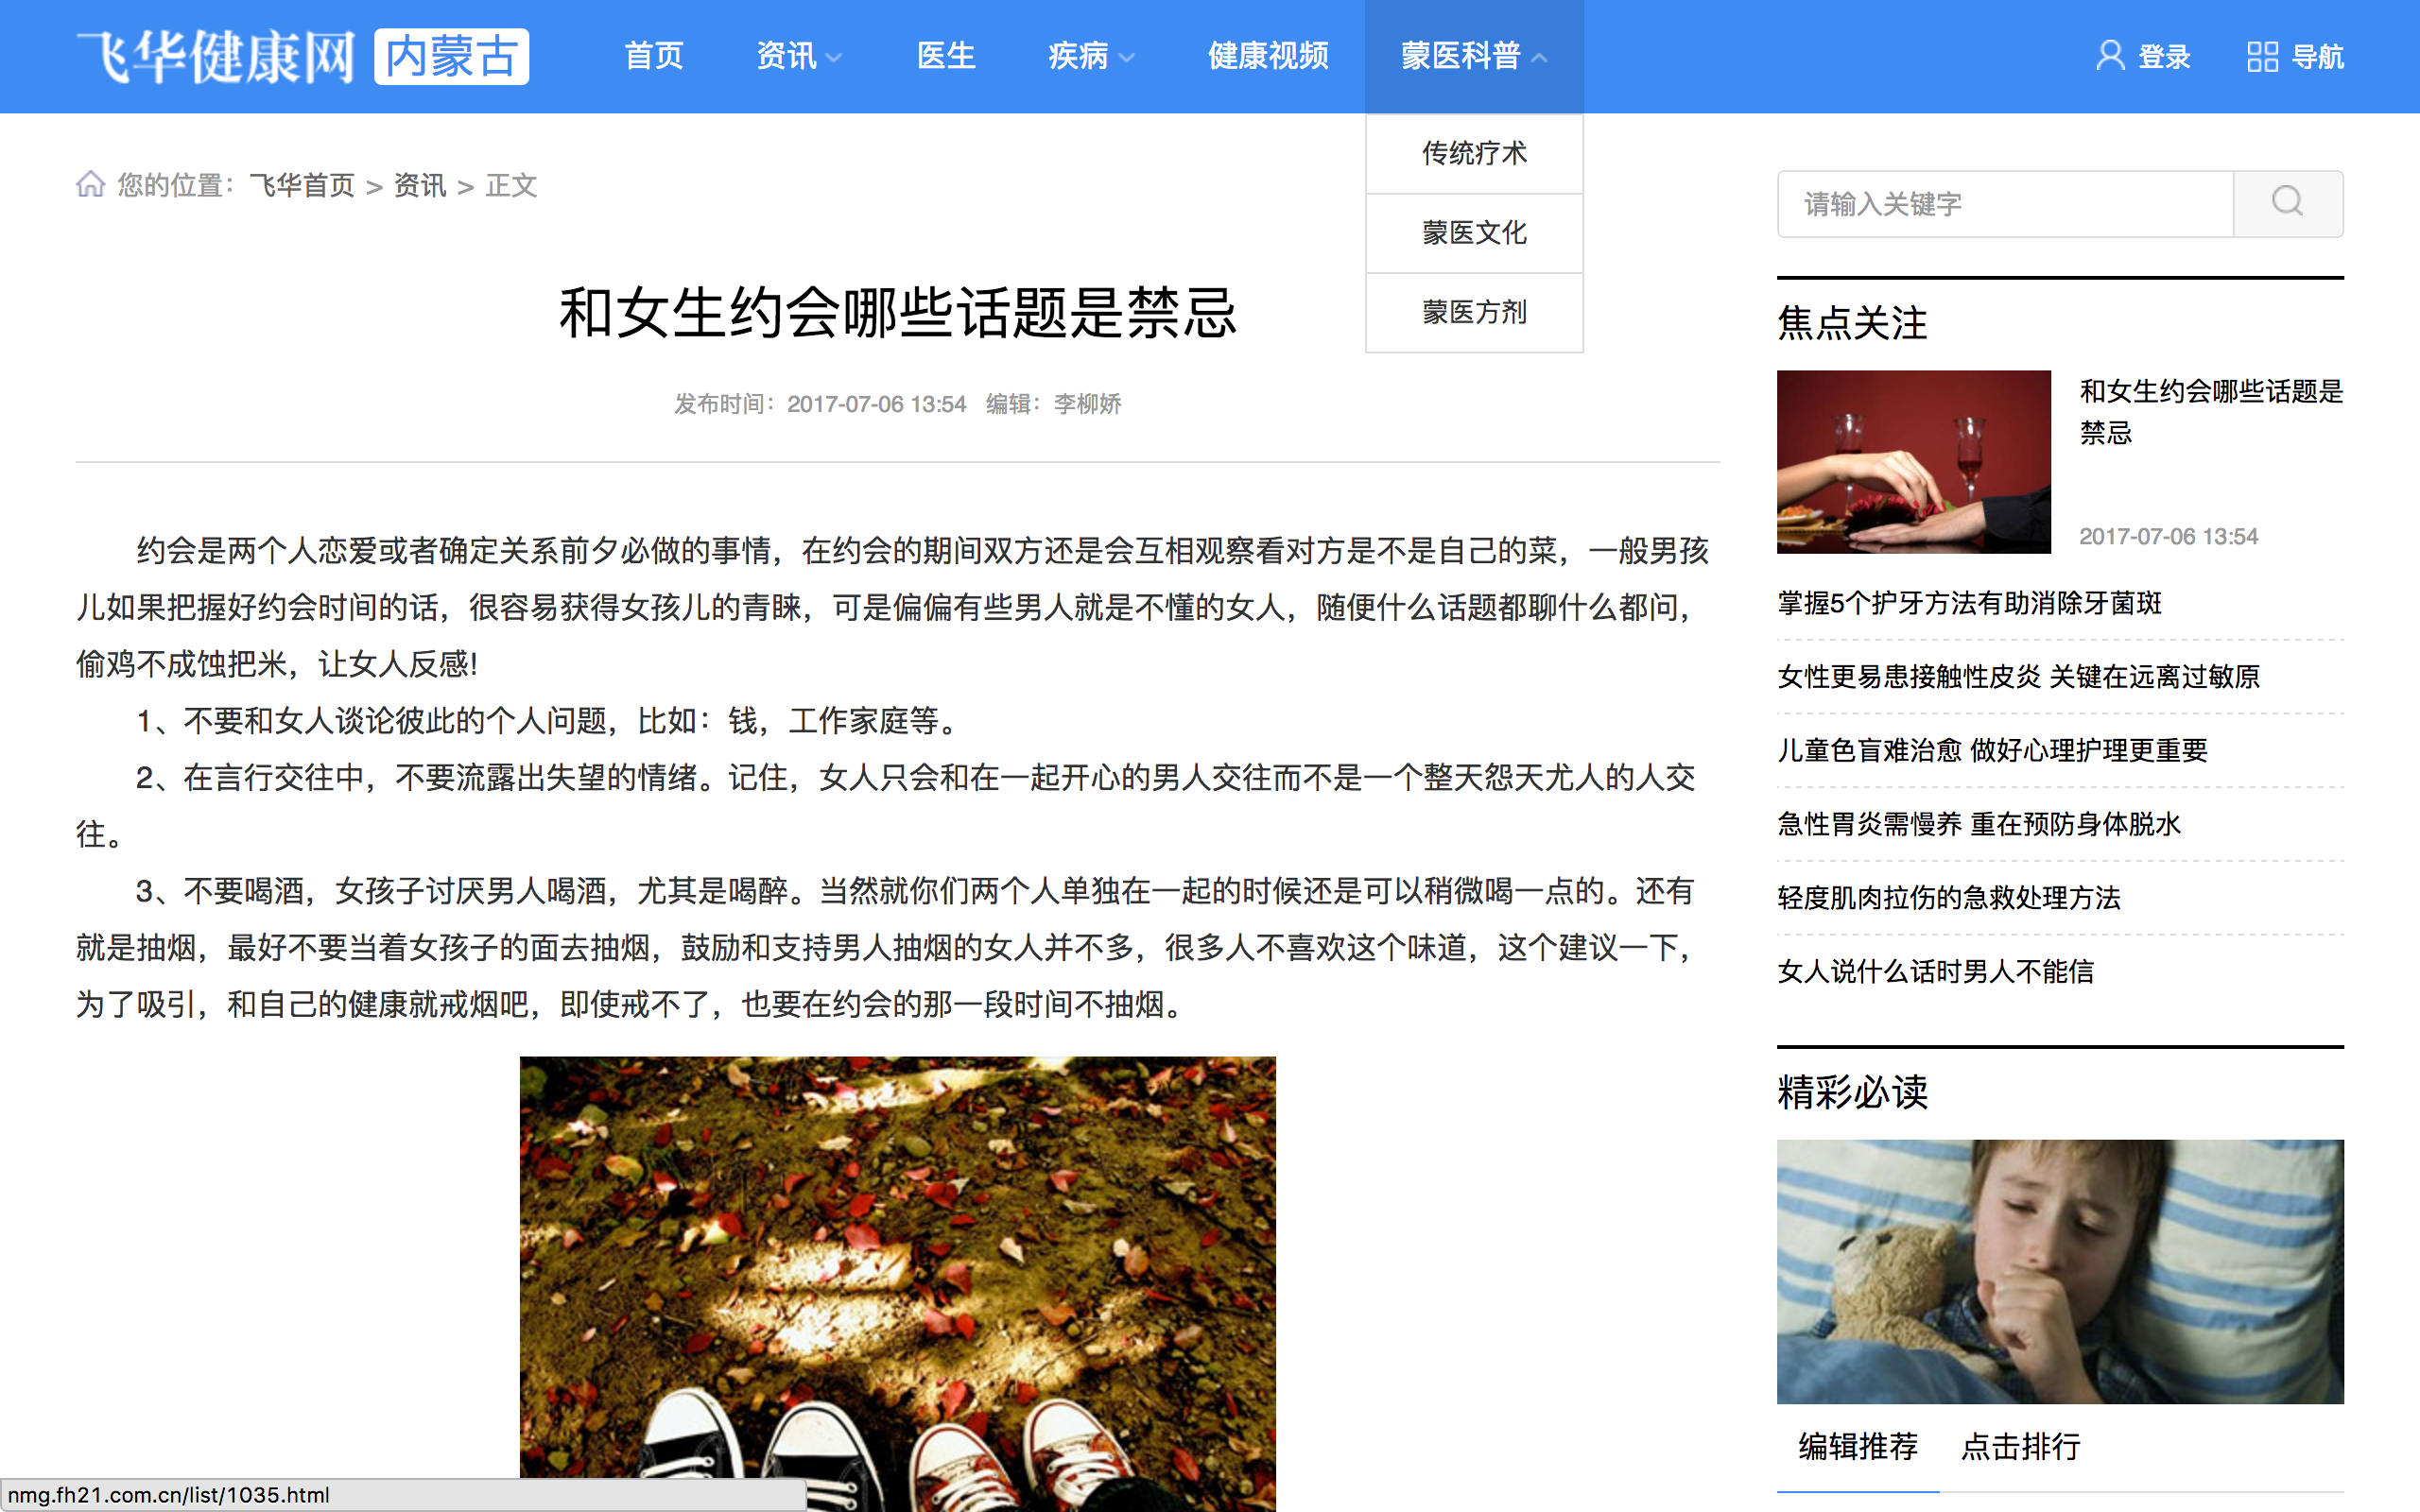 飞华健康网 内蒙古 首页 资讯 医生 疾病 健康视频 蒙医科普 登录 导航
传统疗术
蒙医文化
蒙医方剂
您的位置：飞华首页 > 资讯 > 正文
和女生约会哪些话题是禁忌
发布时间：2017-07-06 13:54 编辑：李柳娇
约会是两个人恋爱或者确定关系前夕必做的事情，在约会的期间双方还是会互相观察看对方是不是自己的菜，一般男孩
儿如果把握好约会时间的话，很容易获得女孩儿的青睐，可是偏偏有些男人就是不懂的女人，随便什么话题都聊什么都问，
偷鸡不成蚀把米，让女人反感!
1、不要和女人谈论彼此的个人问题，比如：钱，工作家庭等。
2、在言行交往中，不要流露出失望的情绪。记住，女人只会和在一起开心的男人交往而不是一个整天怨天尤人的人交
往。
3、不要喝酒，女孩子讨厌男人喝酒，尤其是喝醉。当然就你们两个人单独在一起的时候还是可以稍微喝一点的。还有
就是抽烟，最好不要当着女孩子的面去抽烟，鼓励和支持男人抽烟的女人并不多，很多人不喜欢这个味道，这个建议一下，
为了吸引，和自己的健康就戒烟吧，即使戒不了，也要在约会的那一段时间不抽烟。
请输入关键字
焦点关注
和女生约会哪些话题是
禁忌
2017-07-06 13:54
掌握5个护牙方法有助消除牙菌斑
女性更易患接触性皮炎 关键在远离过敏原
儿童色盲难治愈 做好心理护理更重要
急性胃炎需慢养 重在预防身体脱水
轻度肌肉拉伤的急救处理方法
女人说什么话时男人不能信
精彩必读
编辑推荐 点击排行
nmg.fh21.com.cn/list/1035.html